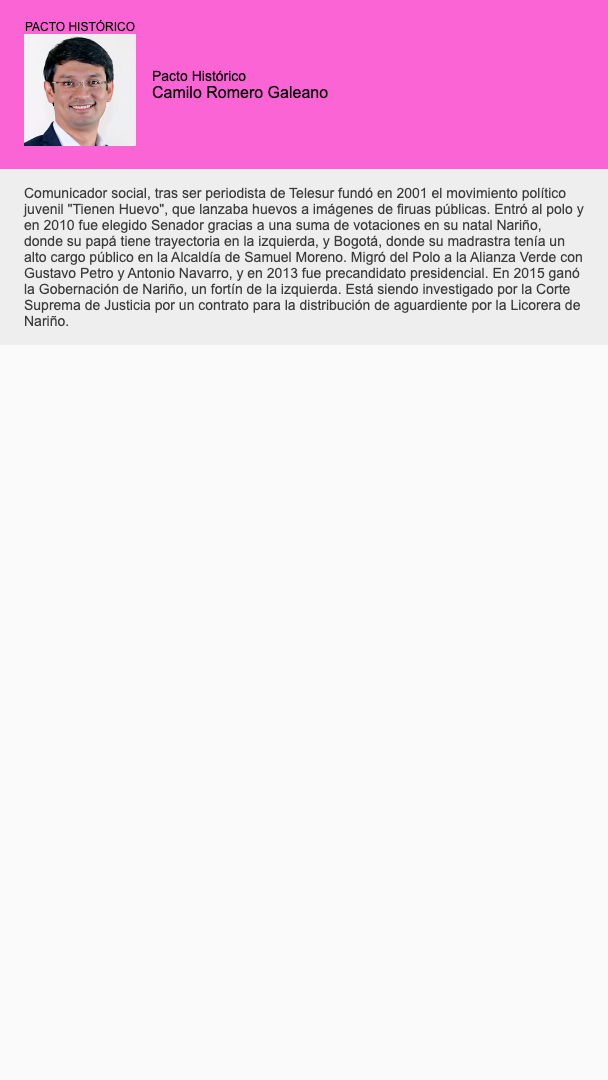 PACTO HISTÓRICO
Pacto Histórico
Camilo Romero Galeano
Comunicador social, tras ser periodista de Telesur fundó en 2001 el movimiento político
juvenil "Tienen Huevo", que lanzaba huevos a imágenes de firuas públicas. Entró al polo y
en 2010 fue elegido Senador gracias a una suma de votaciones en su natal Nariño,
donde su papá tiene trayectoria en la izquierda, y Bogotá, donde su madrastra tenía un
alto cargo público en la Alcaldía de Samuel Moreno. Migró del Polo a la Alianza Verde con
Gustavo Petro y Antonio Navarro, y en 2013 fue precandidato presidencial. En 2015 ganó
la Gobernación de Nariño, un fortín de la izquierda. Está siendo investigado por la Corte
Suprema de Justicia por un contrato para la distribución de aguardiente por la Licorera de
Nariño.